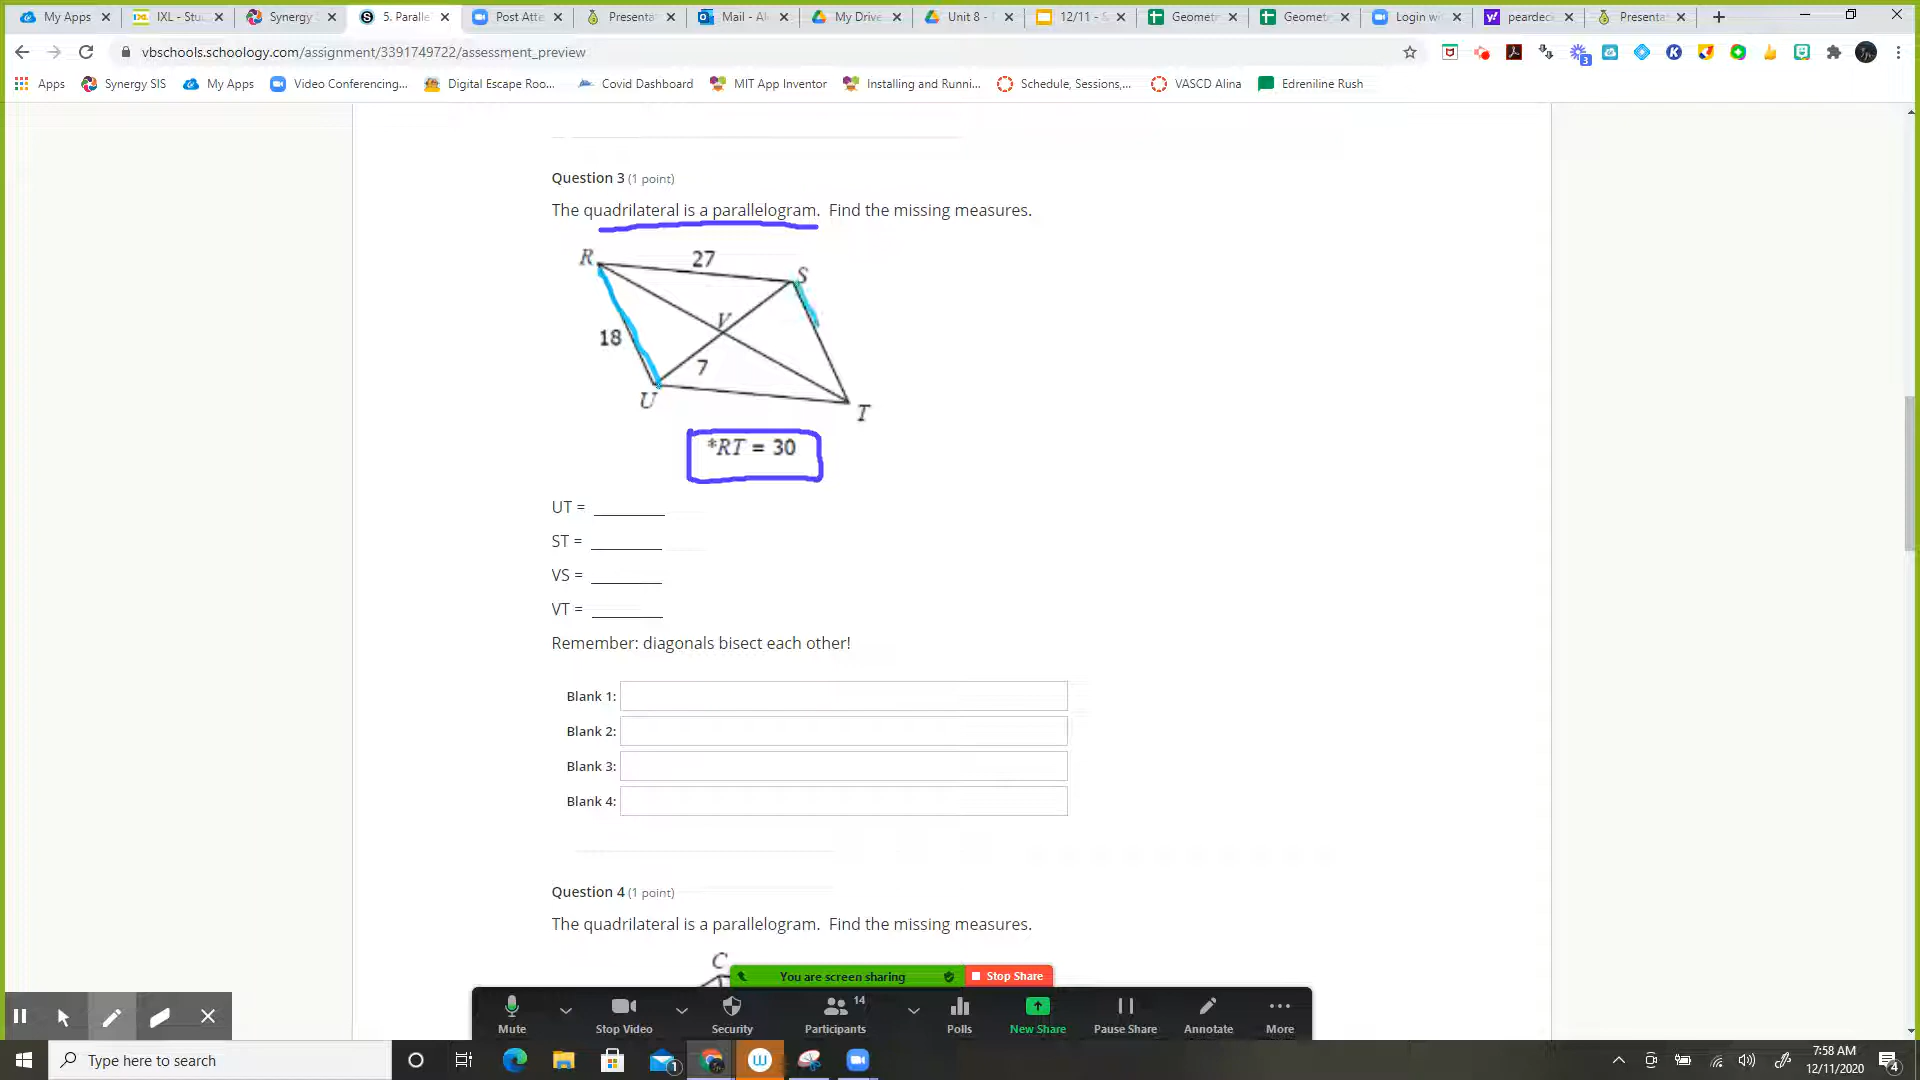 My Apps
IXL - Stu
Synergy
5. Paralle
Post Atte
Presenta
Mail - Al
My Drive
Unit 8 -
12/11 - S
Geometr
Geomet
Login wi
peardec
Presenta
vbschools.schoology.com/assignment/3391749722/assessment_preview
Apps
Synergy SIS
My Apps
Video Conferencing...
Digital Escape Roo...
Covid Dashboard
MIT App Inventor
Installing and Runni...
Schedule, Sessions,...
VASCD Alina
Edreniline Rush
Question 3 (1 point)
The quadrilateral is a parallelogram. Find the missing measures.
R
27
S
V
18
7
U
T
*RT = 30
UT = ________
ST = ________
VS = ________
VT = ________
Remember: diagonals bisect each other!
Blank 1:
Blank 2:
Blank 3:
Blank 4:
Question 4 (1 point)
The quadrilateral is a parallelogram. Find the missing measures.
C
You are screen sharing
Stop Share
Mute
Stop Video
Security
Participants
14
Polls
New Share
Pause Share
Annotate
More
Type here to search
7:58 AM
12/11/2020